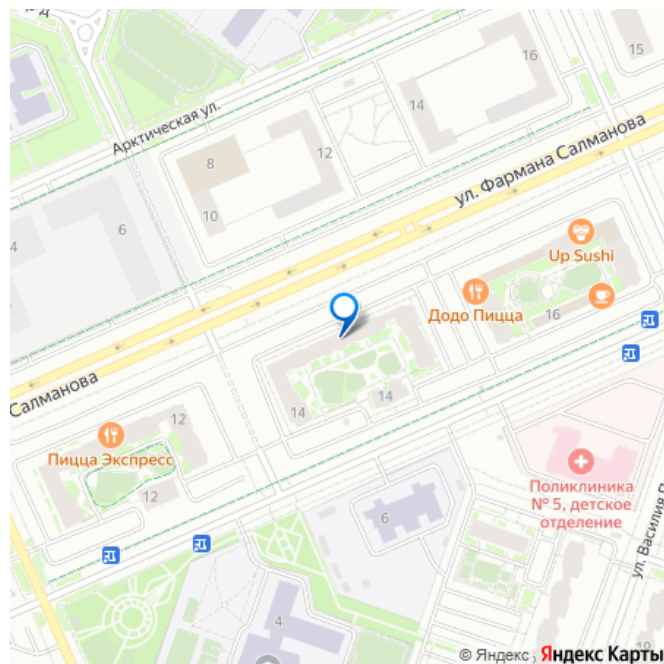 15
16
14
Арктическая ул.
8
12
10
ул. Фармана Салманова
6
4
Up Sushi
Додо Пицца
16
Салманова
14
14
12
Пицца Экспресс
12
Поликлиника
№ 5, детское
отделение
6
4
ул. Василия П
© Яндекс Яндекс Карты